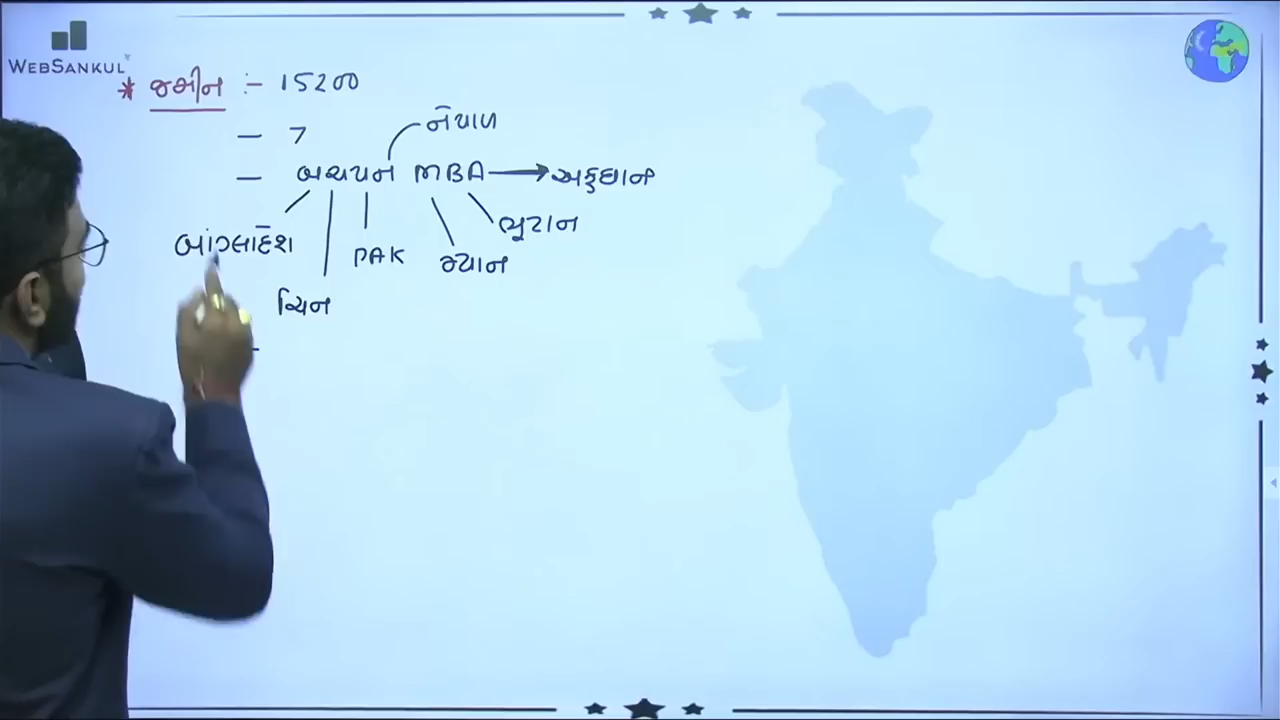 WEBSANKUL
* જમીન :- 15200
- 7
નેપાળ
- બચપન MBA → અફઘાન
ભૂટાન
બાંગ્લાદેશ PAK મ્યાન
ચિન